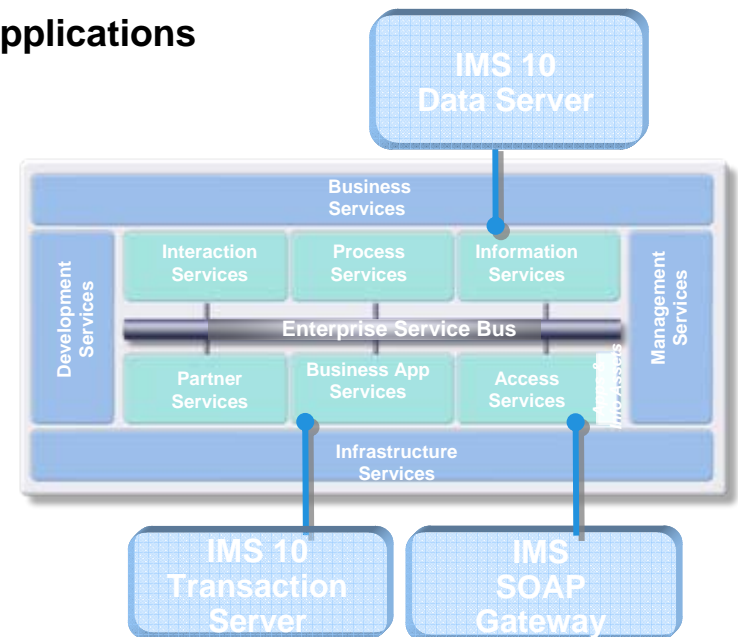 pplications
IMS 10
Data Server
Business
Services
Development
Services
Interaction
Services
Process
Services
Information
Services
Management
Services
Enterprise Service Bus
Partner
Services
Business App
Services
Access
Services
Infrastructure
Services
IMS 10
Transaction
Server
IMS
SOAP
Gateway